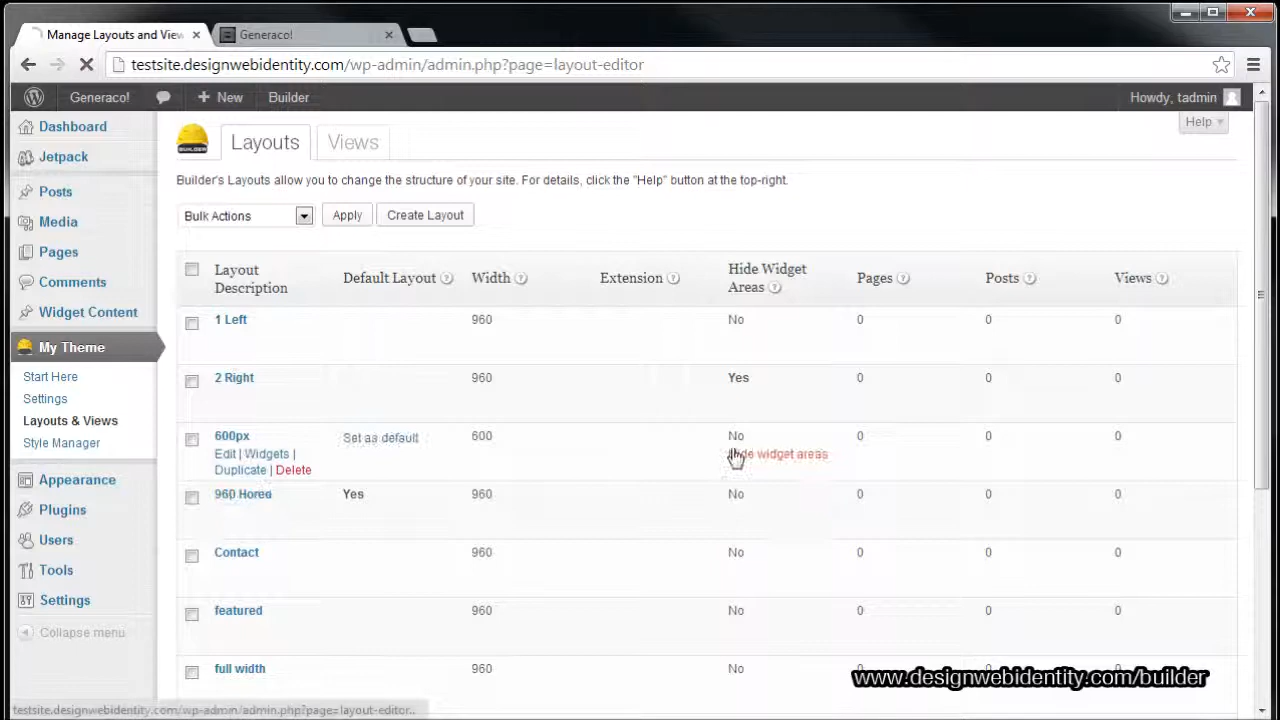 Manage Layouts and View
Generaco!
testsite.designwebidentity.com/wp-admin/admin.php?page=layout-editor
Generaco!
New
Builder
Howdy, tadmin
Help
Dashboard
Jetpack
Posts
Media
Pages
Comments
Widget Content
My Theme
Start Here
Settings
Layouts & Views
Style Manager
Appearance
Plugins
Users
Tools
Settings
Collapse menu
BUILDER
Layouts
Views
Builder's Layouts allow you to change the structure of your site. For details, click the "Help" button at the top-right.
Bulk Actions
Apply
Create Layout
Layout Description
Default Layout ?
Width ?
Extension ?
Hide Widget Areas ?
Pages ?
Posts ?
Views ?
1 Left 960 No 0 0 0
2 Right 960 Yes 0 0 0
600px Set as default 600 No 0 0 0
Edit | Widgets | Hide widget areas
Duplicate | Delete
960 Horeo Yes 960 No 0 0 0
Contact 960 No 0 0 0
featured 960 No 0 0 0
full width 960 No
www.designwebidentity.com/builder
testsite.designwebidentity.com/wp-admin/admin.php?page=layout-editor...